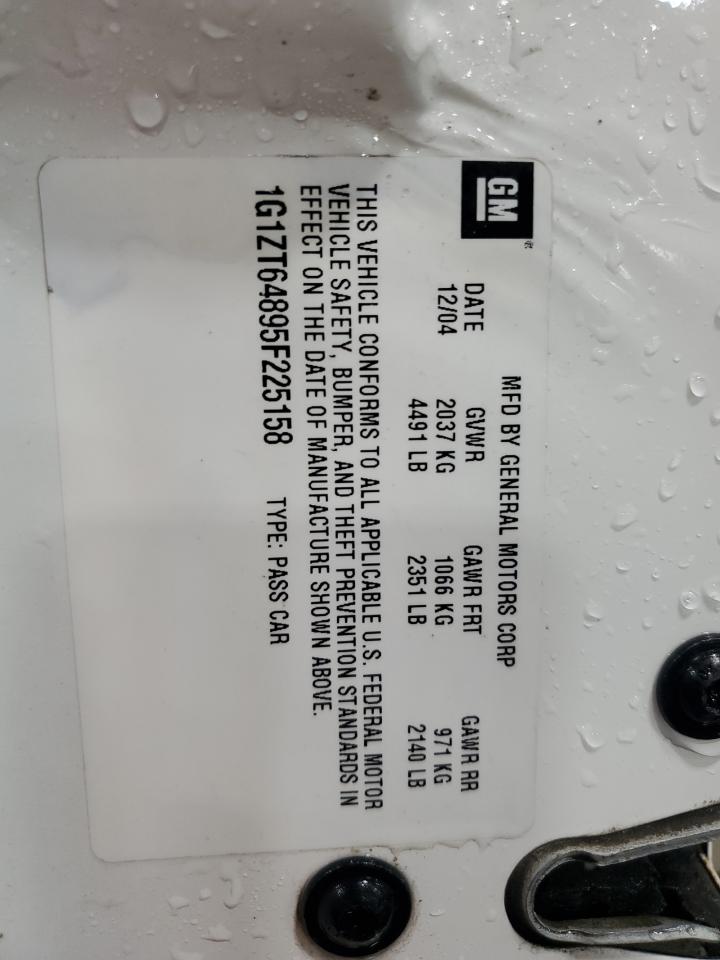 GM
MFD BY GENERAL MOTORS CORP
DATE GVWR GAWR FRT GAWR RR
12/04 2037 KG 1066 KG 971 KG
4491 LB 2351 LB 2140 LB
THIS VEHICLE CONFORMS TO ALL APPLICABLE U.S. FEDERAL MOTOR
VEHICLE SAFETY, BUMPER, AND THEFT PREVENTION STANDARDS IN
EFFECT ON THE DATE OF MANUFACTURE SHOWN ABOVE.
1G1ZT64895F225158 TYPE: PASS CAR